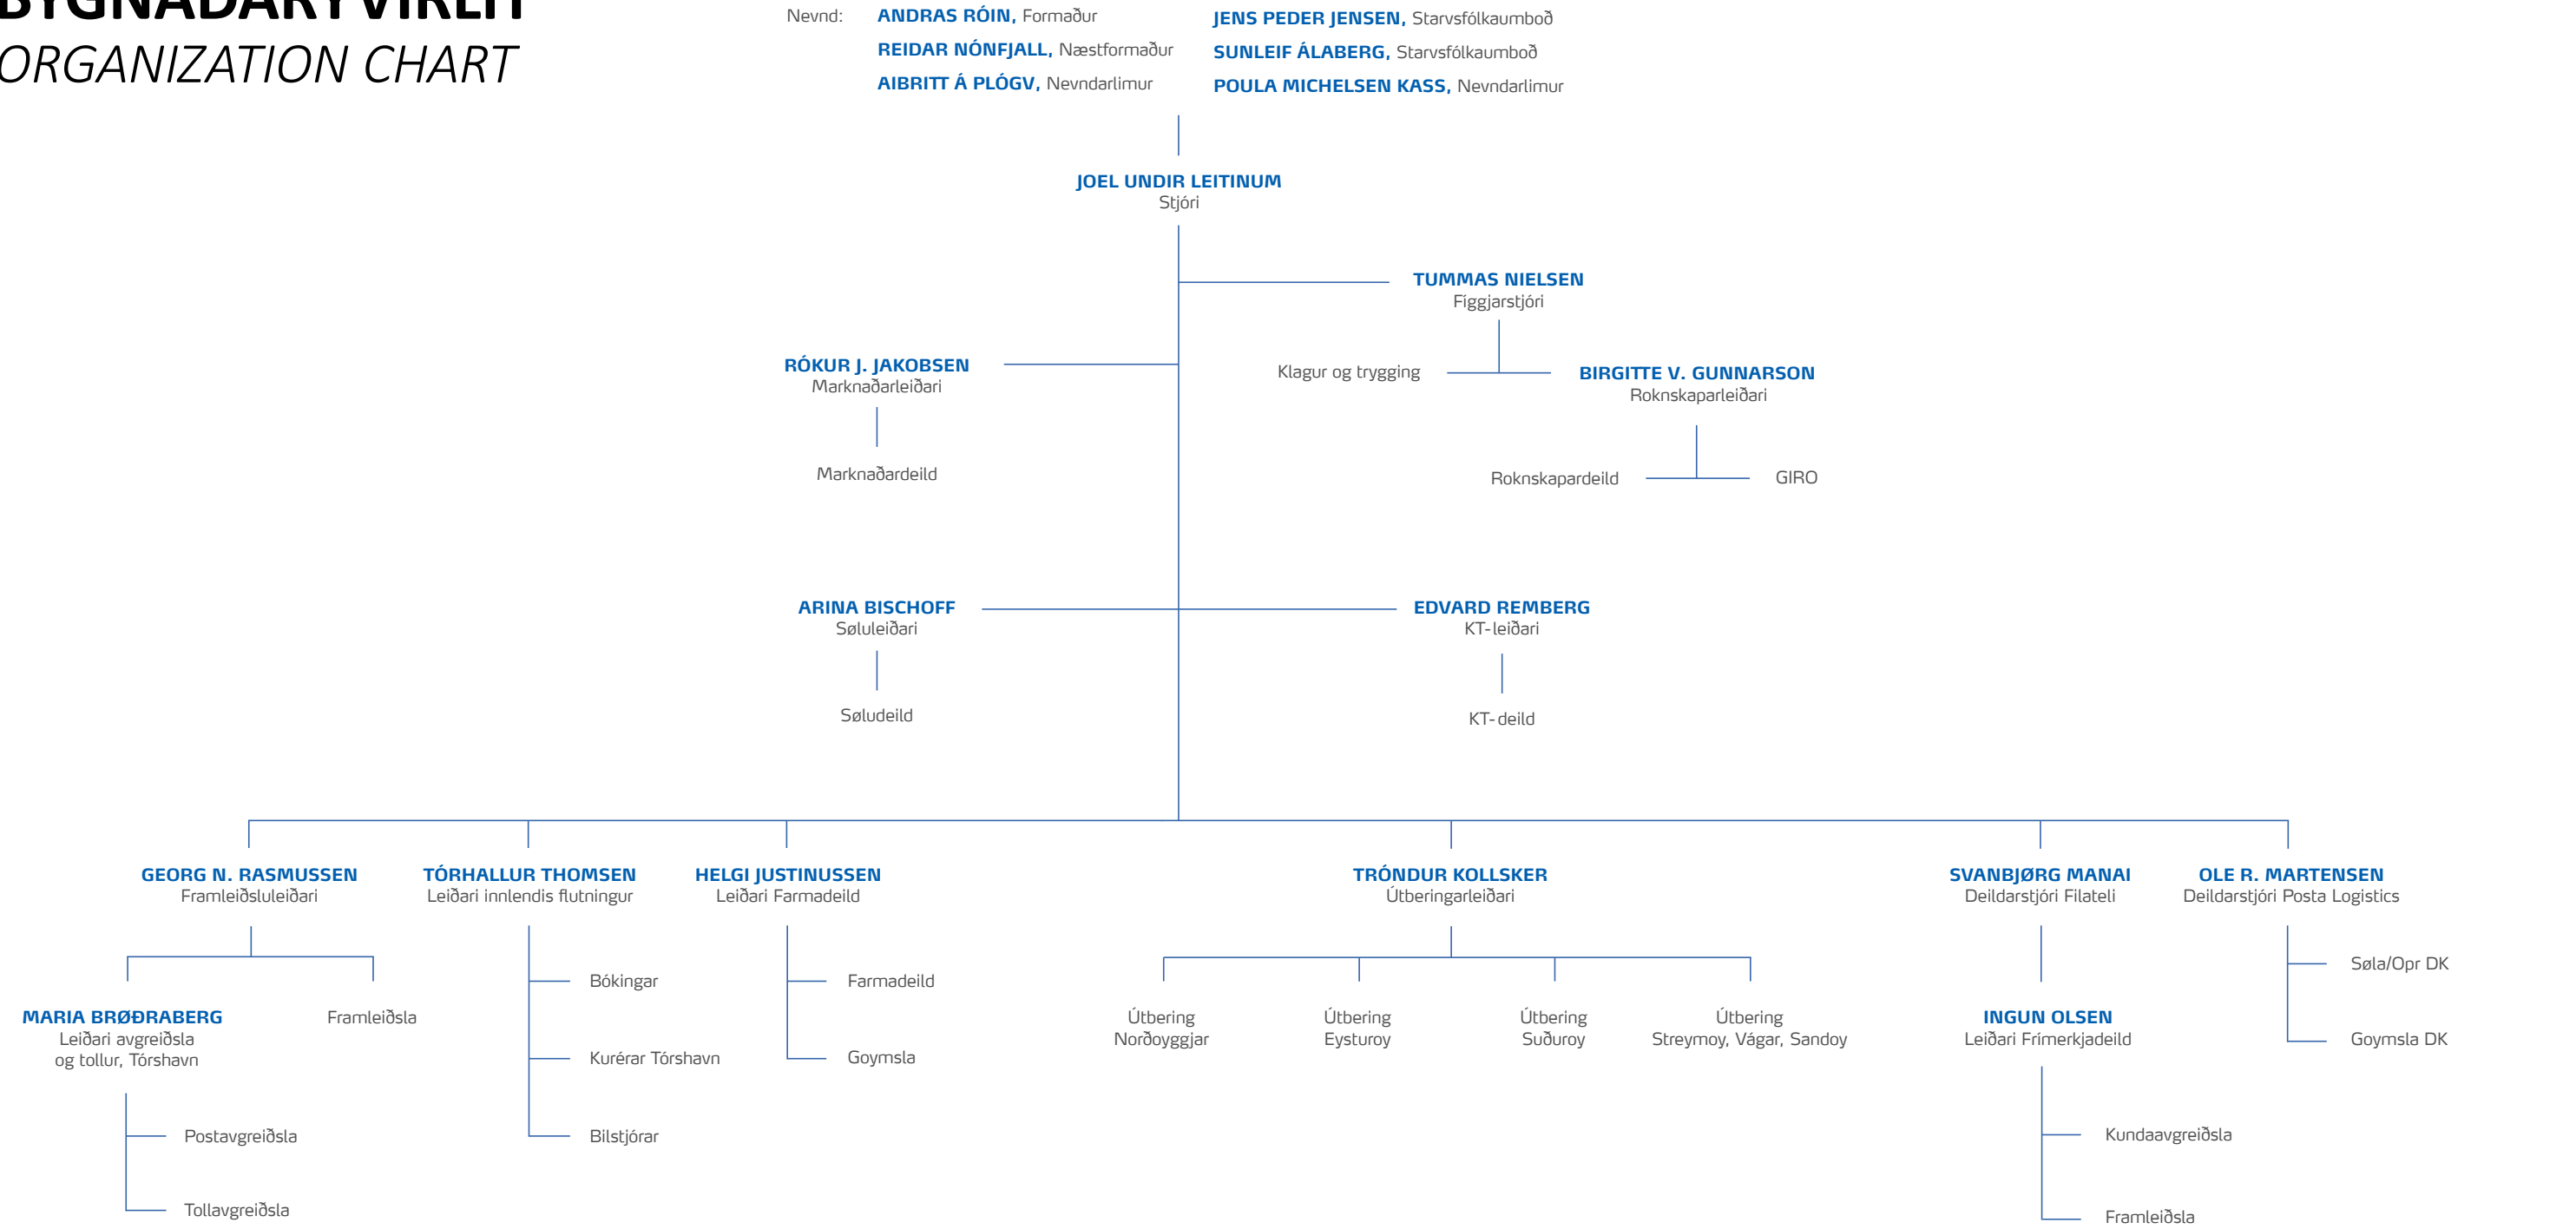 BYGNAÐARYVIRLIT
ORGANIZATION CHART
Nevnd:
ANDRAS RÓIN, Formaður
REIDAR NÓNFJALL, Næstformaður
AIBRITT Á PLÓGV, Nevndarlimur
JENS PEDER JENSEN, Starvsfólkaumboð
SUNLEIF ÁLABERG, Starvsfólkaumboð
POULA MICHELSEN KASS, Nevndarlimur
JOEL UNDIR LEITINUM
Stjóri
TUMMAS NIELSEN
Fíggjarstjóri
RÓKUR J. JAKOBSEN
Marknaðarleiðari
Klagur og trygging
BIRGITTE V. GUNNARSON
Roknskaparleiðari
Marknaðardeild
Roknskapardeild
GIRO
ARINA BISCHOFF
Søluleiðari
EDVARD REMBERG
KT-leiðari
Søludeild
KT-deild
GEORG N. RASMUSSEN
Framleiðsluleiðari
TÓRHALLUR THOMSEN
Leiðari innlendis flutningur
HELGI JUSTINUSSEN
Leiðari Farmadeild
TRÓNDUR KOLLSKER
Útberingarleiðari
SVANBJØRG MANAI
Deildarstjóri Filateli
OLE R. MARTENSEN
Deildarstjóri Posta Logistics
MARIA BRØÐRABERG
Leiðari avgreiðsla
og tollur, Tórshavn
Framleiðsla
Postavgreiðsla
Tollavgreiðsla
Bókingar
Kurérar Tórshavn
Bilstjórar
Farmadeild
Goymsla
Útbering
Norðoyggjar
Útbering
Eysturoy
Útbering
Suðuroy
Útbering
Streymoy, Vágar, Sandoy
INGUN OLSEN
Leiðari Frímerkjadeild
Kundaavgreiðsla
Framleiðsla
Søla/Opr DK
Goymsla DK